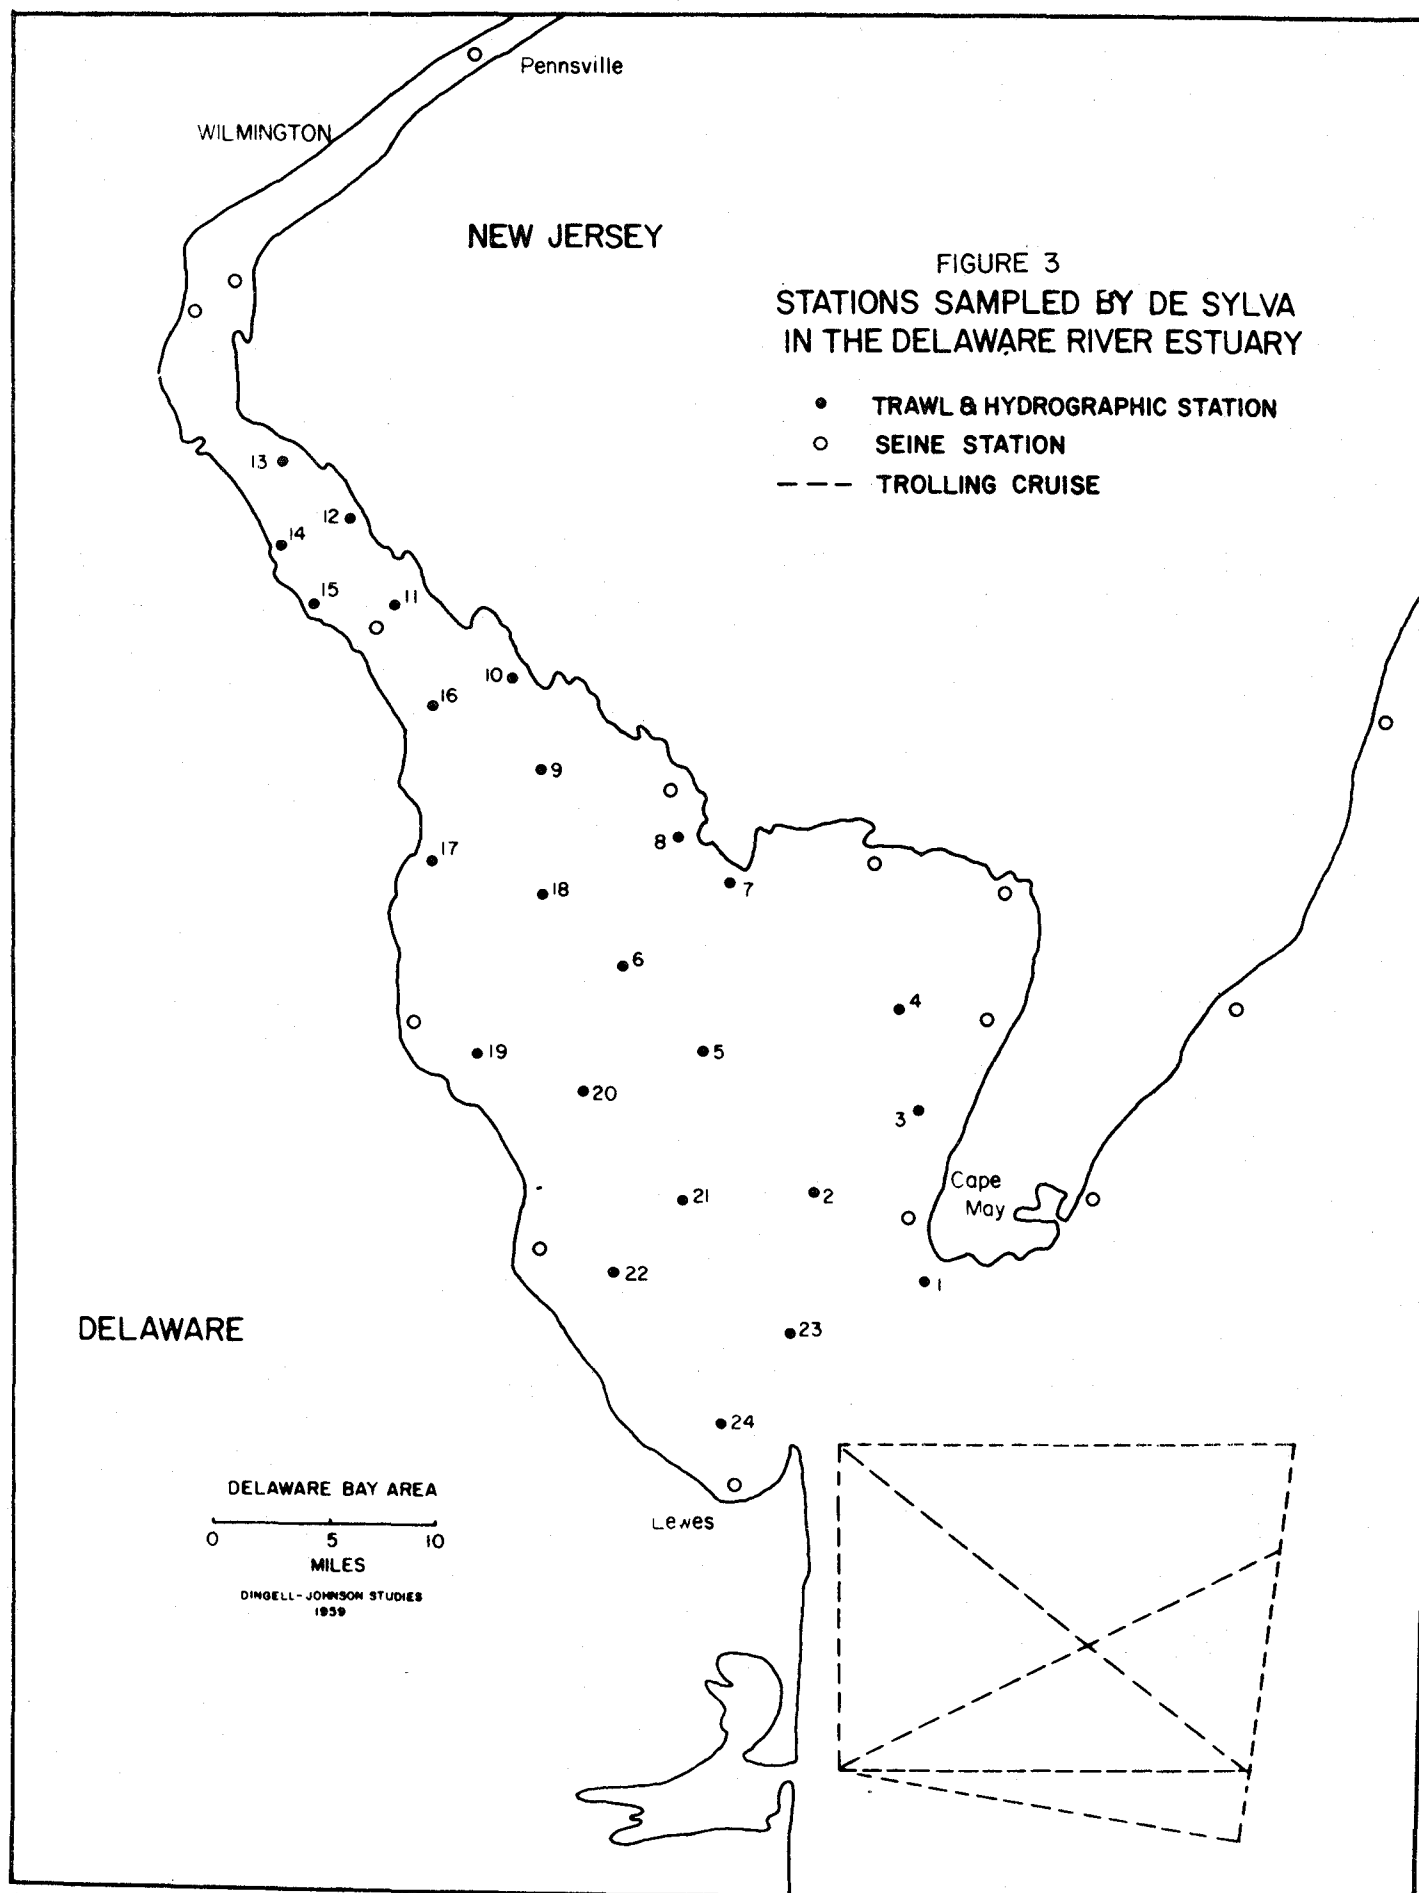 Pennsville
WILMINGTON
NEW JERSEY
FIGURE 3
STATIONS SAMPLED BY DE SYLVA
IN THE DELAWARE RIVER ESTUARY
TRAWL & HYDROGRAPHIC STATION
SEINE STATION
TROLLING CRUISE
13
12
14
15
11
10
16
9
8
17
7
18
6
4
19
5
20
3
Cape
May
21
2
22
1
DELAWARE
23
24
DELAWARE BAY AREA
0 5 10
MILES
DINGELL-JOHNSON STUDIES
1959
Lewes